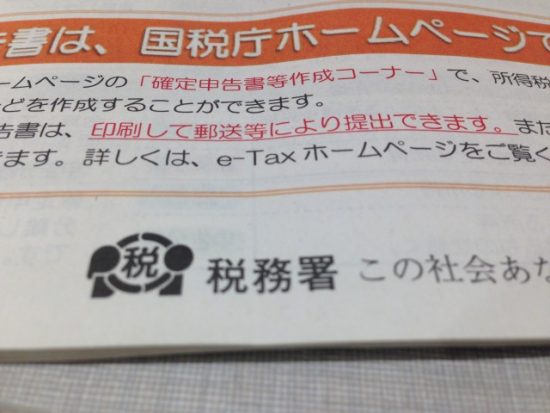 告書は、国税庁ホームページで
ームページの「確定申告書等作成コーナー」で、所得税
どを作成することができます。
告書は、印刷して郵送等により提出できます。また
きます。詳しくは、e-Taxホームページをご覧く
税 税務署 この社会あな